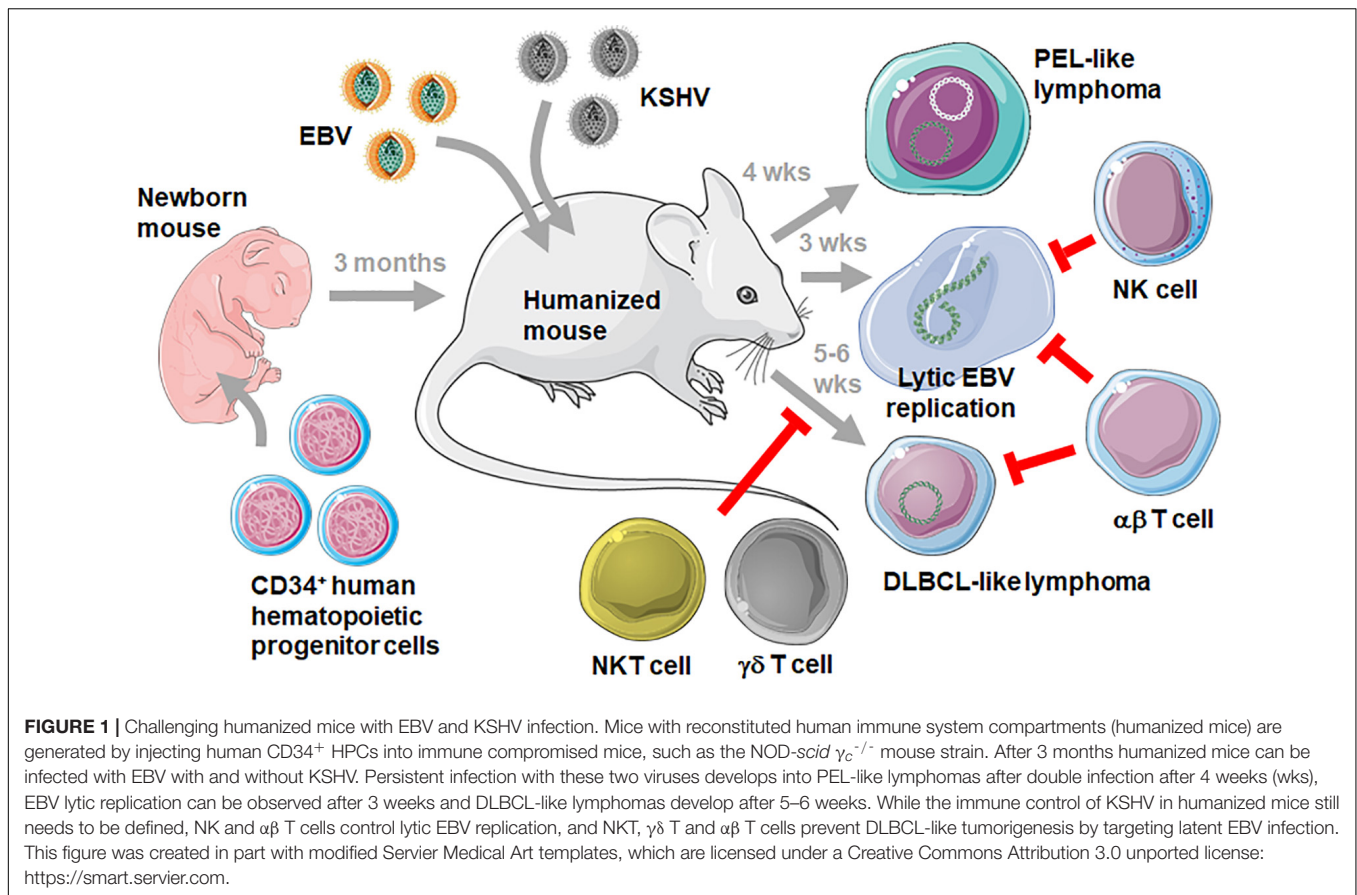 EBV
KSHV
PEL-like
lymphoma
Newborn
mouse
3 months
4 wks
3 wks
5-6
wks
Humanized
mouse
NK cell
Lytic EBV
replication
αβ T cell
CD34⁺ human
hematopoietic
progenitor cells
NKT cell
γδ T cell
DLBCL-like lymphoma
FIGURE 1 | Challenging humanized mice with EBV and KSHV infection. Mice with reconstituted human immune system compartments (humanized mice) are
generated by injecting human CD34⁺ HPCs into immune compromised mice, such as the NOD-scid γc⁻/⁻ mouse strain. After 3 months humanized mice can be
infected with EBV with and without KSHV. Persistent infection with these two viruses develops into PEL-like lymphomas after double infection after 4 weeks (wks),
EBV lytic replication can be observed after 3 weeks and DLBCL-like lymphomas develop after 5–6 weeks. While the immune control of KSHV in humanized mice still
needs to be defined, NK and αβ T cells control lytic EBV replication, and NKT, γδ T and αβ T cells prevent DLBCL-like tumorigenesis by targeting latent EBV infection.
This figure was created in part with modified Servier Medical Art templates, which are licensed under a Creative Commons Attribution 3.0 unported license:
https://smart.servier.com.